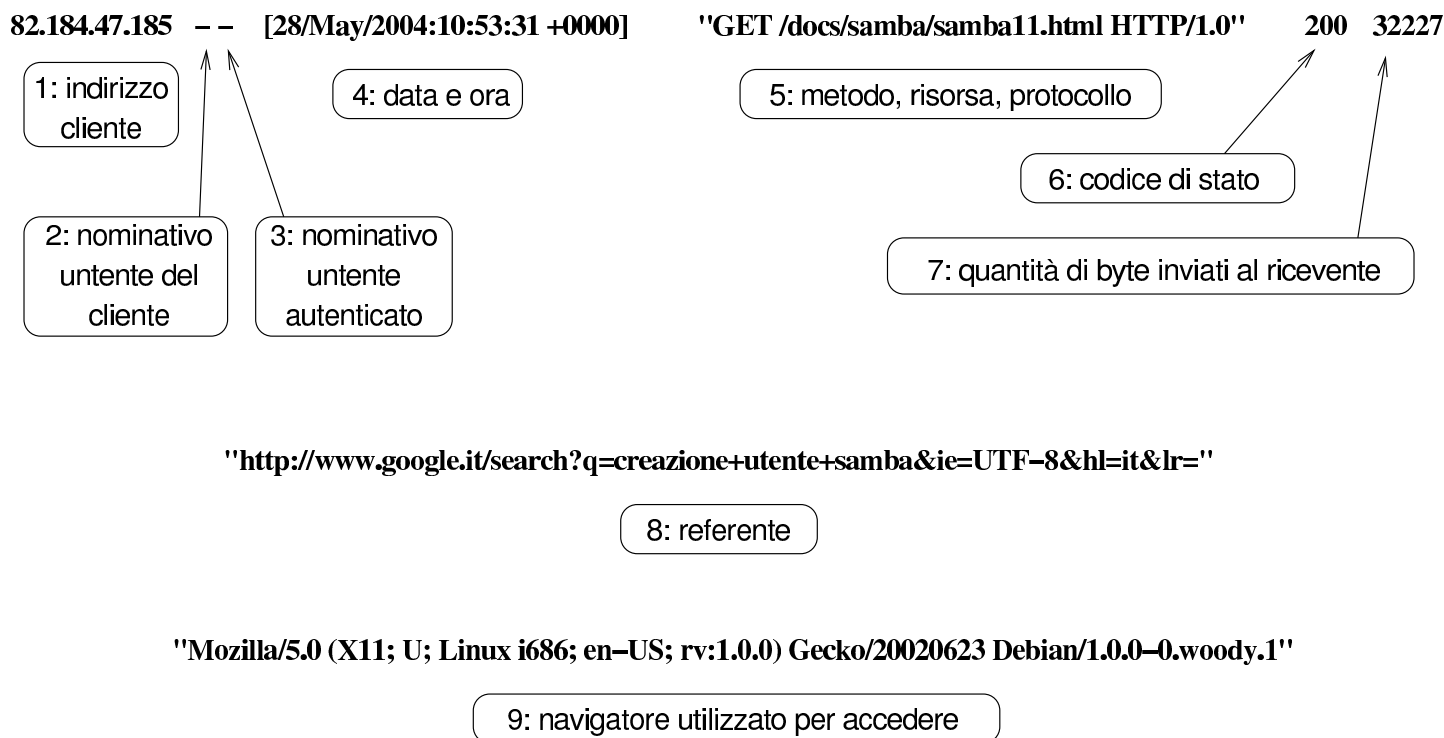 82.184.47.185 – – [28/May/2004:10:53:31 +0000] "GET /docs/samba/samba11.html HTTP/1.0" 200 32227
1: indirizzo
cliente
4: data e ora
5: metodo, risorsa, protocollo
6: codice di stato
2: nominativo
untente del
cliente
3: nominativo
untente
autenticato
7: quantità di byte inviati al ricevente
"http://www.google.it/search?q=creazione+utente+samba&ie=UTF–8&hl=it&lr="
8: referente
"Mozilla/5.0 (X11; U; Linux i686; en–US; rv:1.0.0) Gecko/20020623 Debian/1.0.0–0.woody.1"
9: navigatore utilizzato per accedere